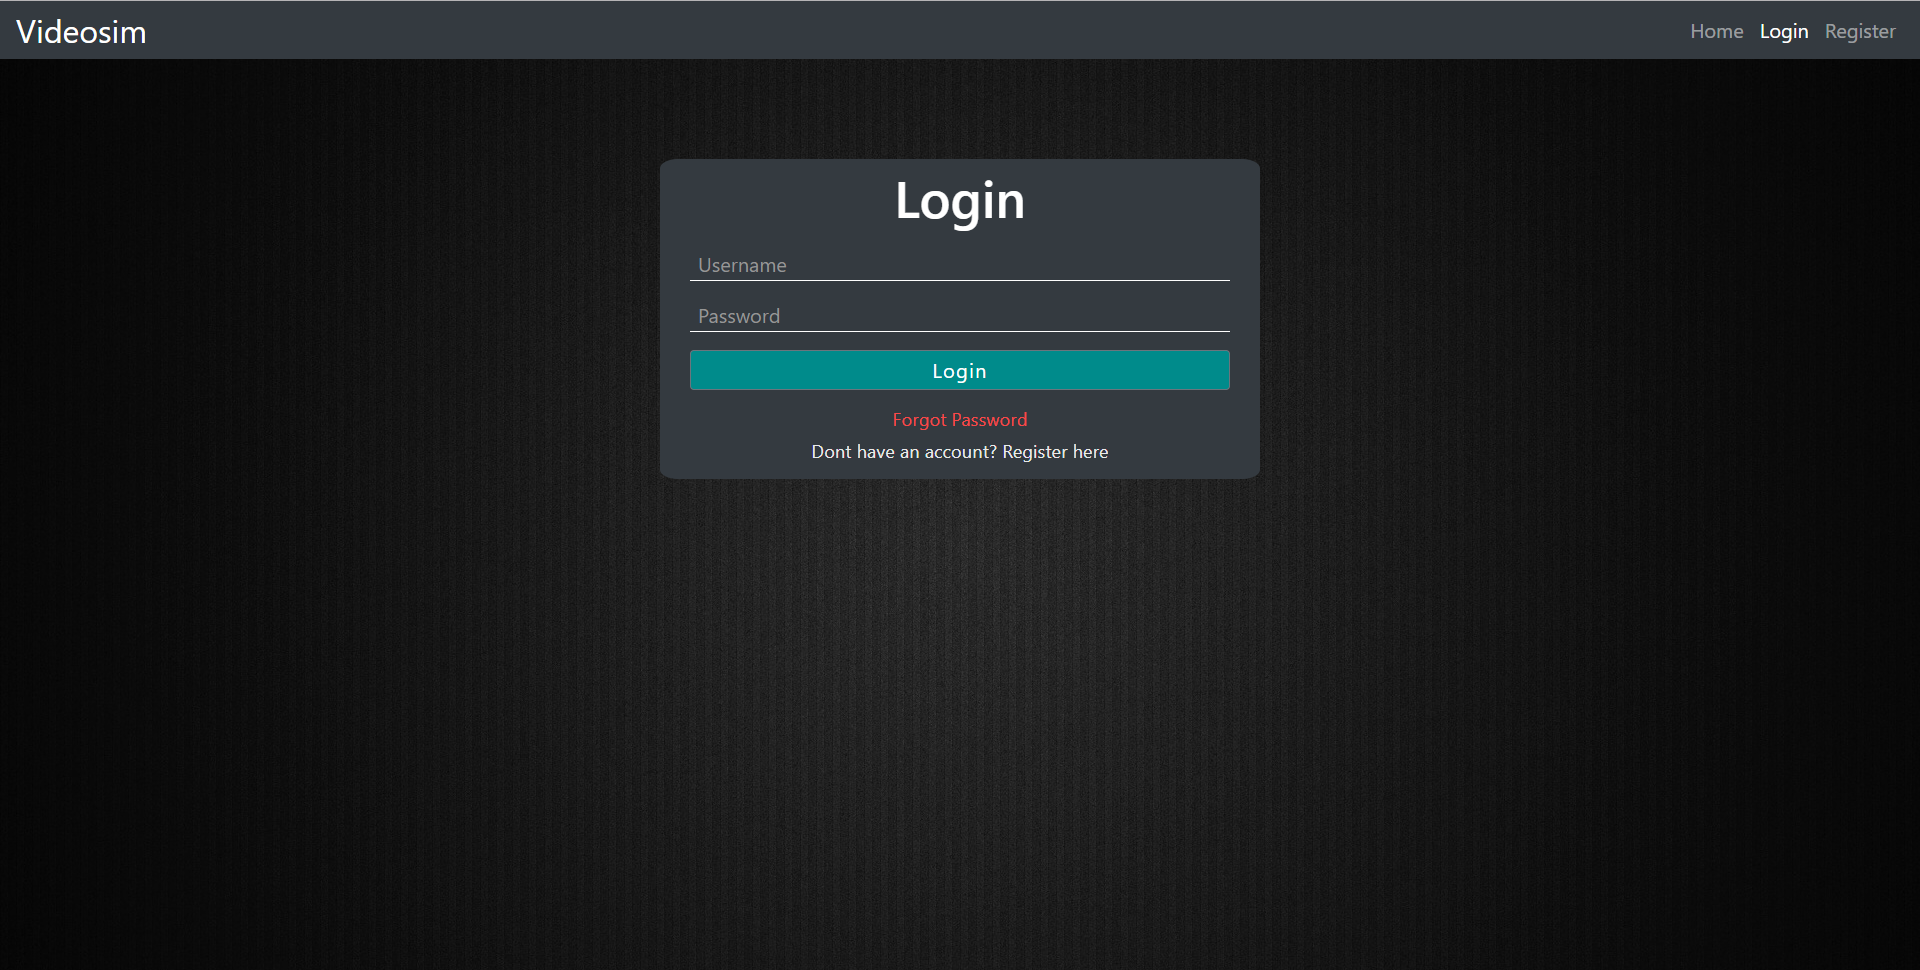 Videosim
Home Login Register
Login
Username
Password
Login
Forgot Password
Dont have an account? Register here